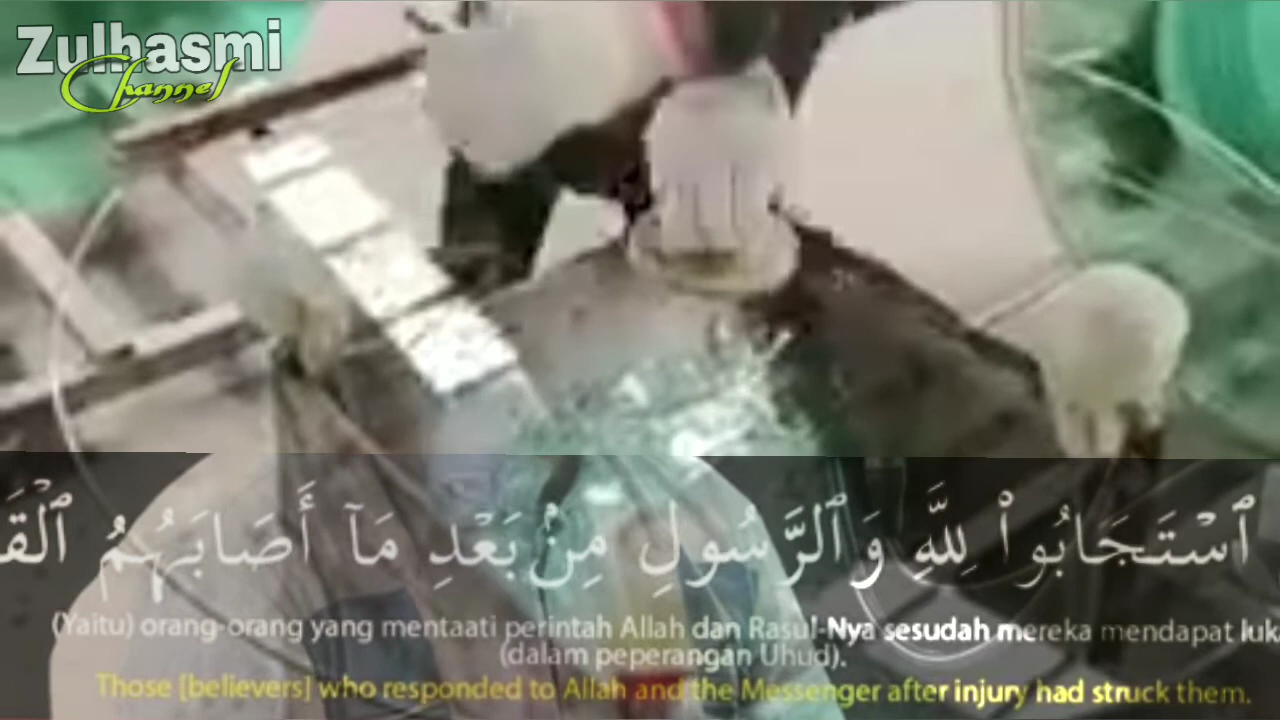 Zulhasmi
Channel
ٱسْتَجَابُوا۟ لِلَّهِ وَٱلرَّسُولِ مِنۢ بَعْدِ مَآ أَصَابَهُمُ
(Yaitu) orang-orang yang mentaati perintah Allah dan Rasul-Nya sesudah mereka mendapat
(dalam peperangan Uhud).
Those [believers] who responded to Allah and the Messenger after injury had struck them.